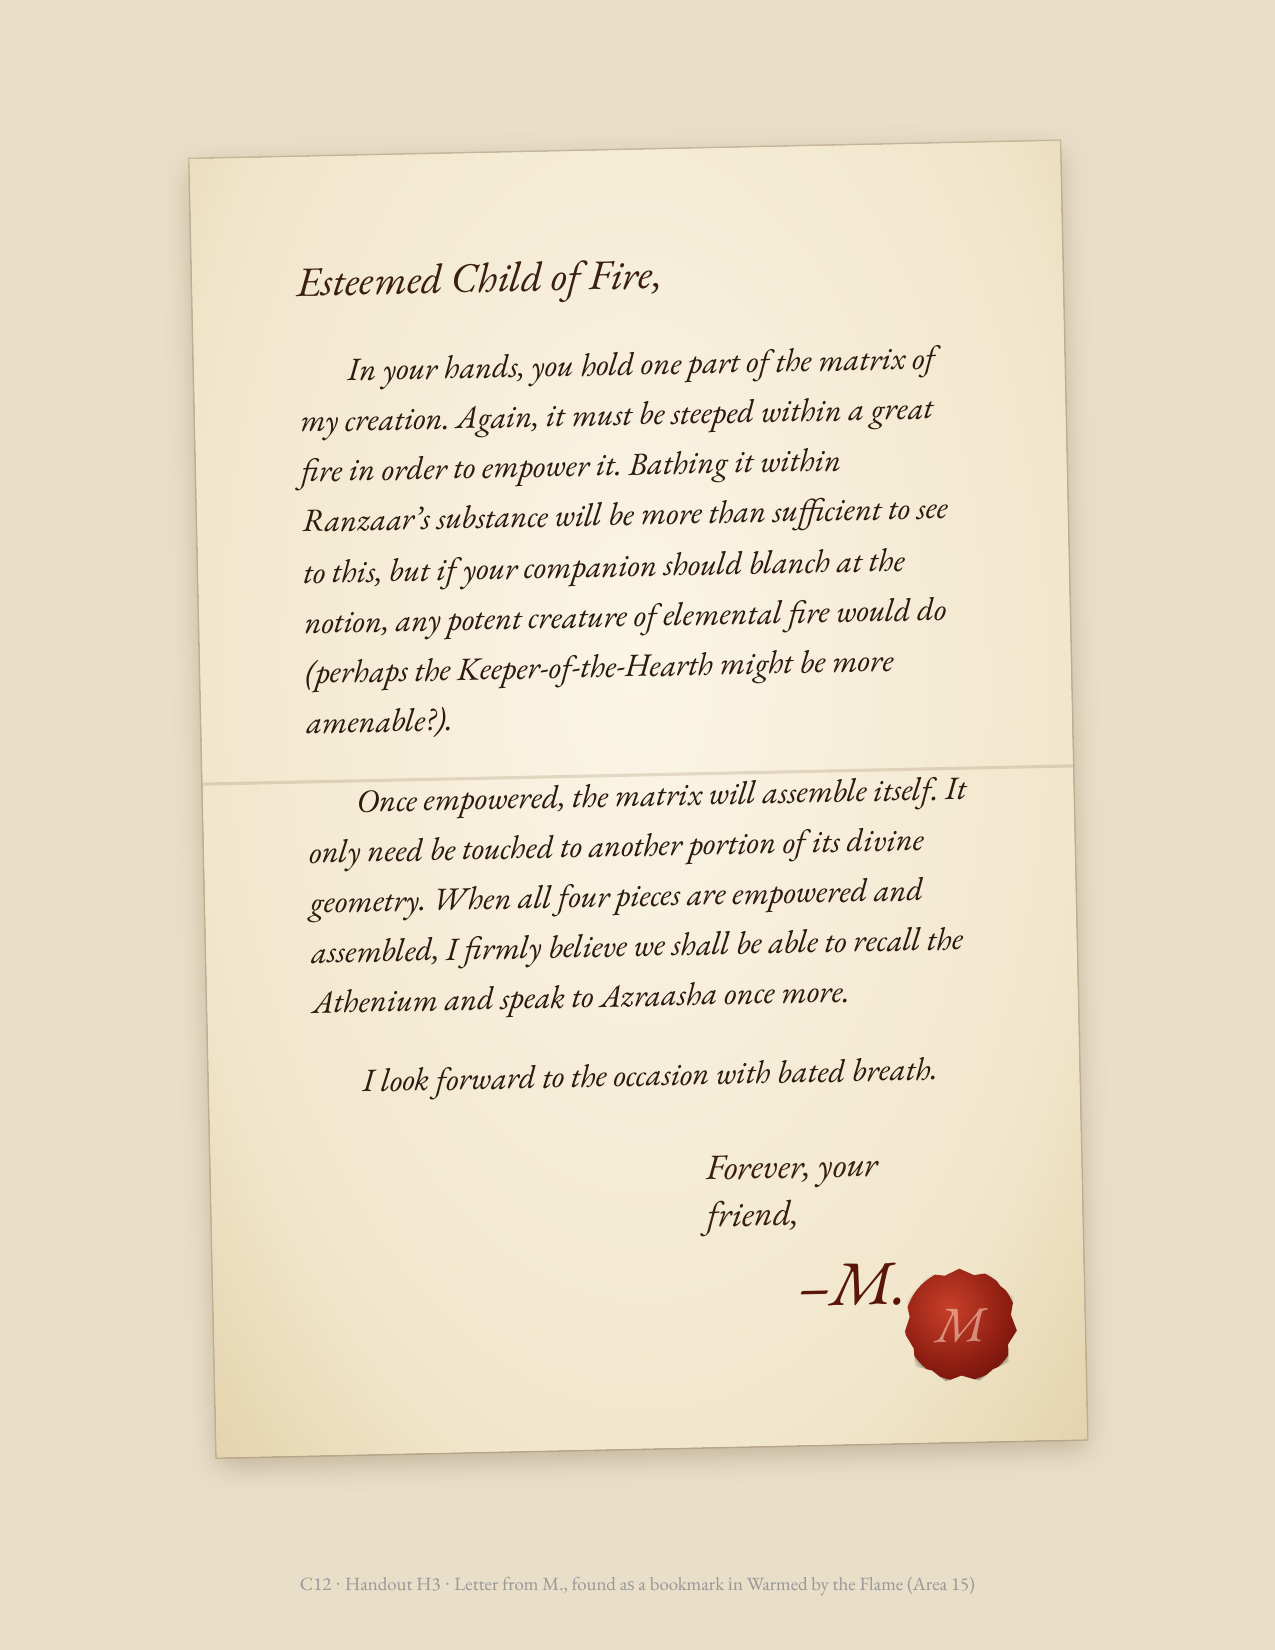 Esteemed Child of Fire,
In your hands, you hold one part of the matrix of
my creation. Again, it must be steeped within a great
fire in order to empower it. Bathing it within
Ranzaar’s substance will be more than sufficient to see
to this, but if your companion should blanch at the
notion, any potent creature of elemental fire would do
(perhaps the Keeper-of-the-Hearth might be more
amenable?).
Once empowered, the matrix will assemble itself. It
only need be touched to another portion of its divine
geometry. When all four pieces are empowered and
assembled, I firmly believe we shall be able to recall the
Athenium and speak to Azraasha once more.
I look forward to the occasion with bated breath.
Forever, your
friend,
–M.
M
C12 · Handout H3 · Letter from M., found as a bookmark in Warmed by the Flame (Area 15)